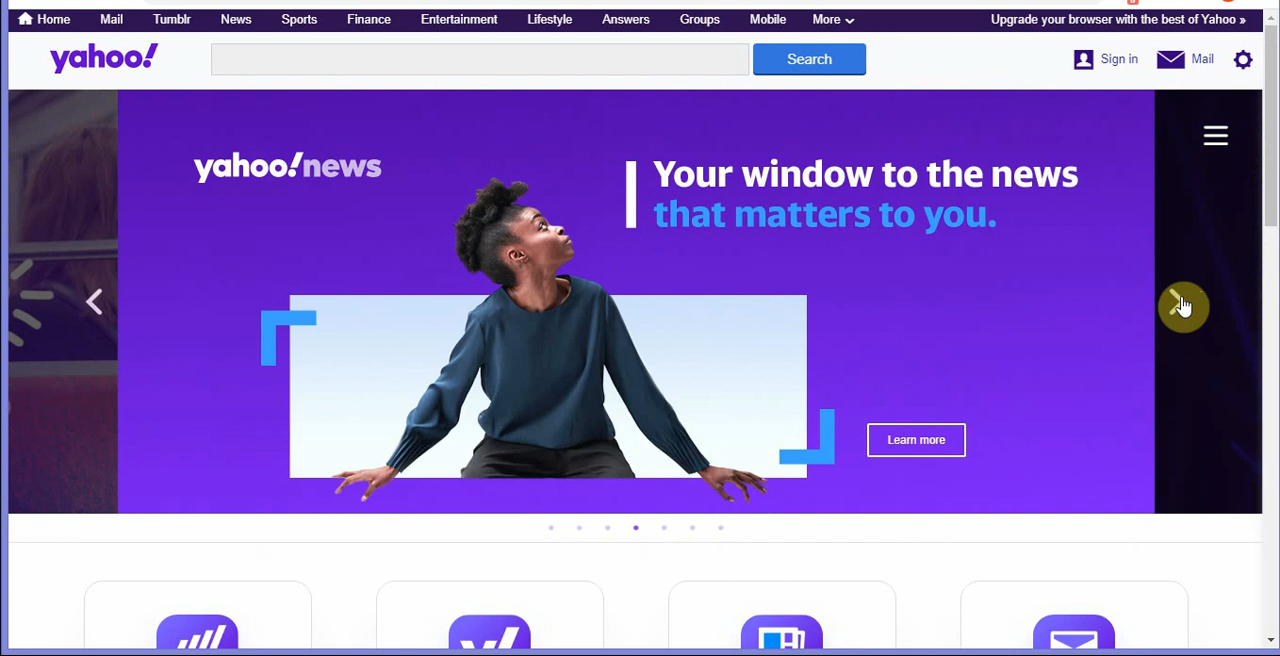 Home Mail Tumblr News Sports Finance Entertainment Lifestyle Answers Groups Mobile More Upgrade your browser with the best of Yahoo »
yahoo! Search Sign in Mail
yahoo!news
Your window to the news
that matters to you.
Learn more